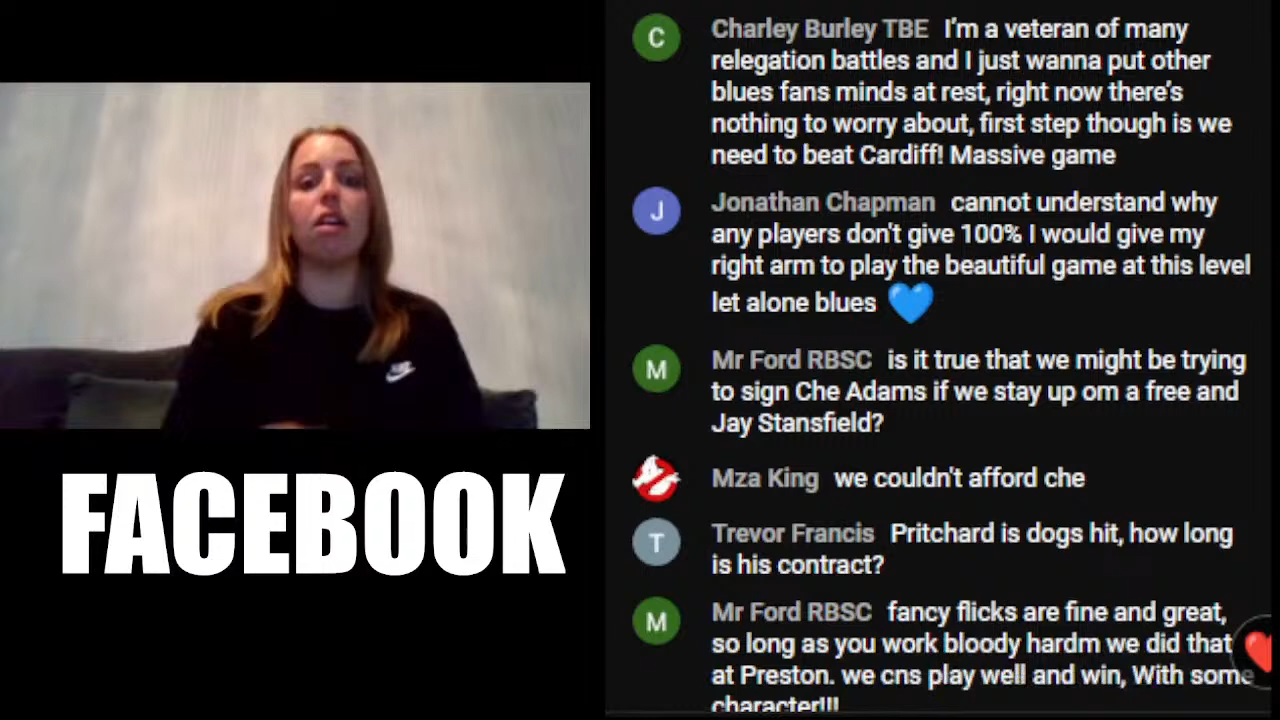 Charley Burley TBE I'm a veteran of many
relegation battles and I just wanna put other
blues fans minds at rest, right now there's
nothing to worry about, first step though is we
need to beat Cardiff! Massive game
Jonathan Chapman cannot understand why
any players don't give 100% I would give my
right arm to play the beautiful game at this level
let alone blues 💙
Mr Ford RBSC is it true that we might be trying
to sign Che Adams if we stay up om a free and
Jay Stansfield?
Mza King we couldn't afford che
Trevor Francis Pritchard is dogs hit, how long
is his contract?
Mr Ford RBSC fancy flicks are fine and great,
so long as you work bloody hardm we did that
at Preston. we cns play well and win, With some
character!!!
C
J
M
T
M
FACEBOOK